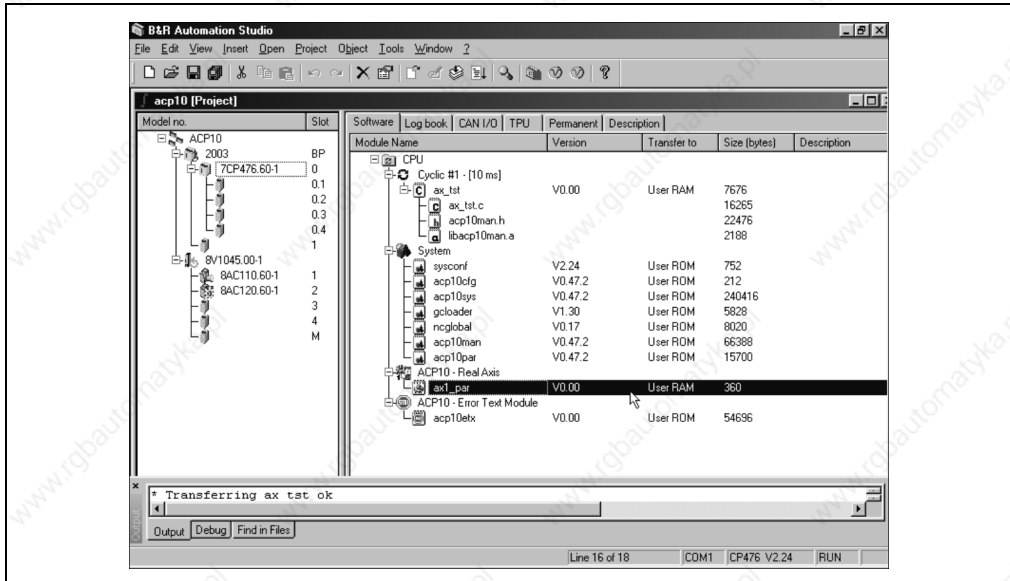 B&R Automation Studio
File Edit View Insert Open Project Object Tools Window ?
acp10 [Project]
Model no. Slot
ACP10
2003 BP
7CP476.60-1 0
0.1
0.2
0.3
0.4
1
8V1045.00-1
8AC110.60-1 1
8AC120.60-1 2
3
4
M
Software Log book CAN I/O TPU Permanent Description
Module Name Version Transfer to Size (bytes) Description
CPU
Cyclic #1 - [10 ms]
ax_tst V0.00 User RAM 7676
ax_tst.c 16265
acp10man.h 22476
libacp10man.a 2188
System
sysconf V2.24 User ROM 752
acp10cfg V0.47.2 User ROM 212
acp10sys V0.47.2 User ROM 240416
gcloader V1.30 User ROM 5828
ncglobal V0.17 User ROM 8020
acp10man V0.47.2 User ROM 66388
acp10par V0.47.2 User ROM 15700
ACP10 - Real Axis
ax1_par V0.00 User RAM 360
ACP10 - Error Text Module
acp10etx V0.00 User ROM 54696
* Transferring ax tst ok
Output
Output Debug Find in Files
Line 16 of 18 COM1 CP476 V2.24 RUN
www.rgbautomatyka.pl